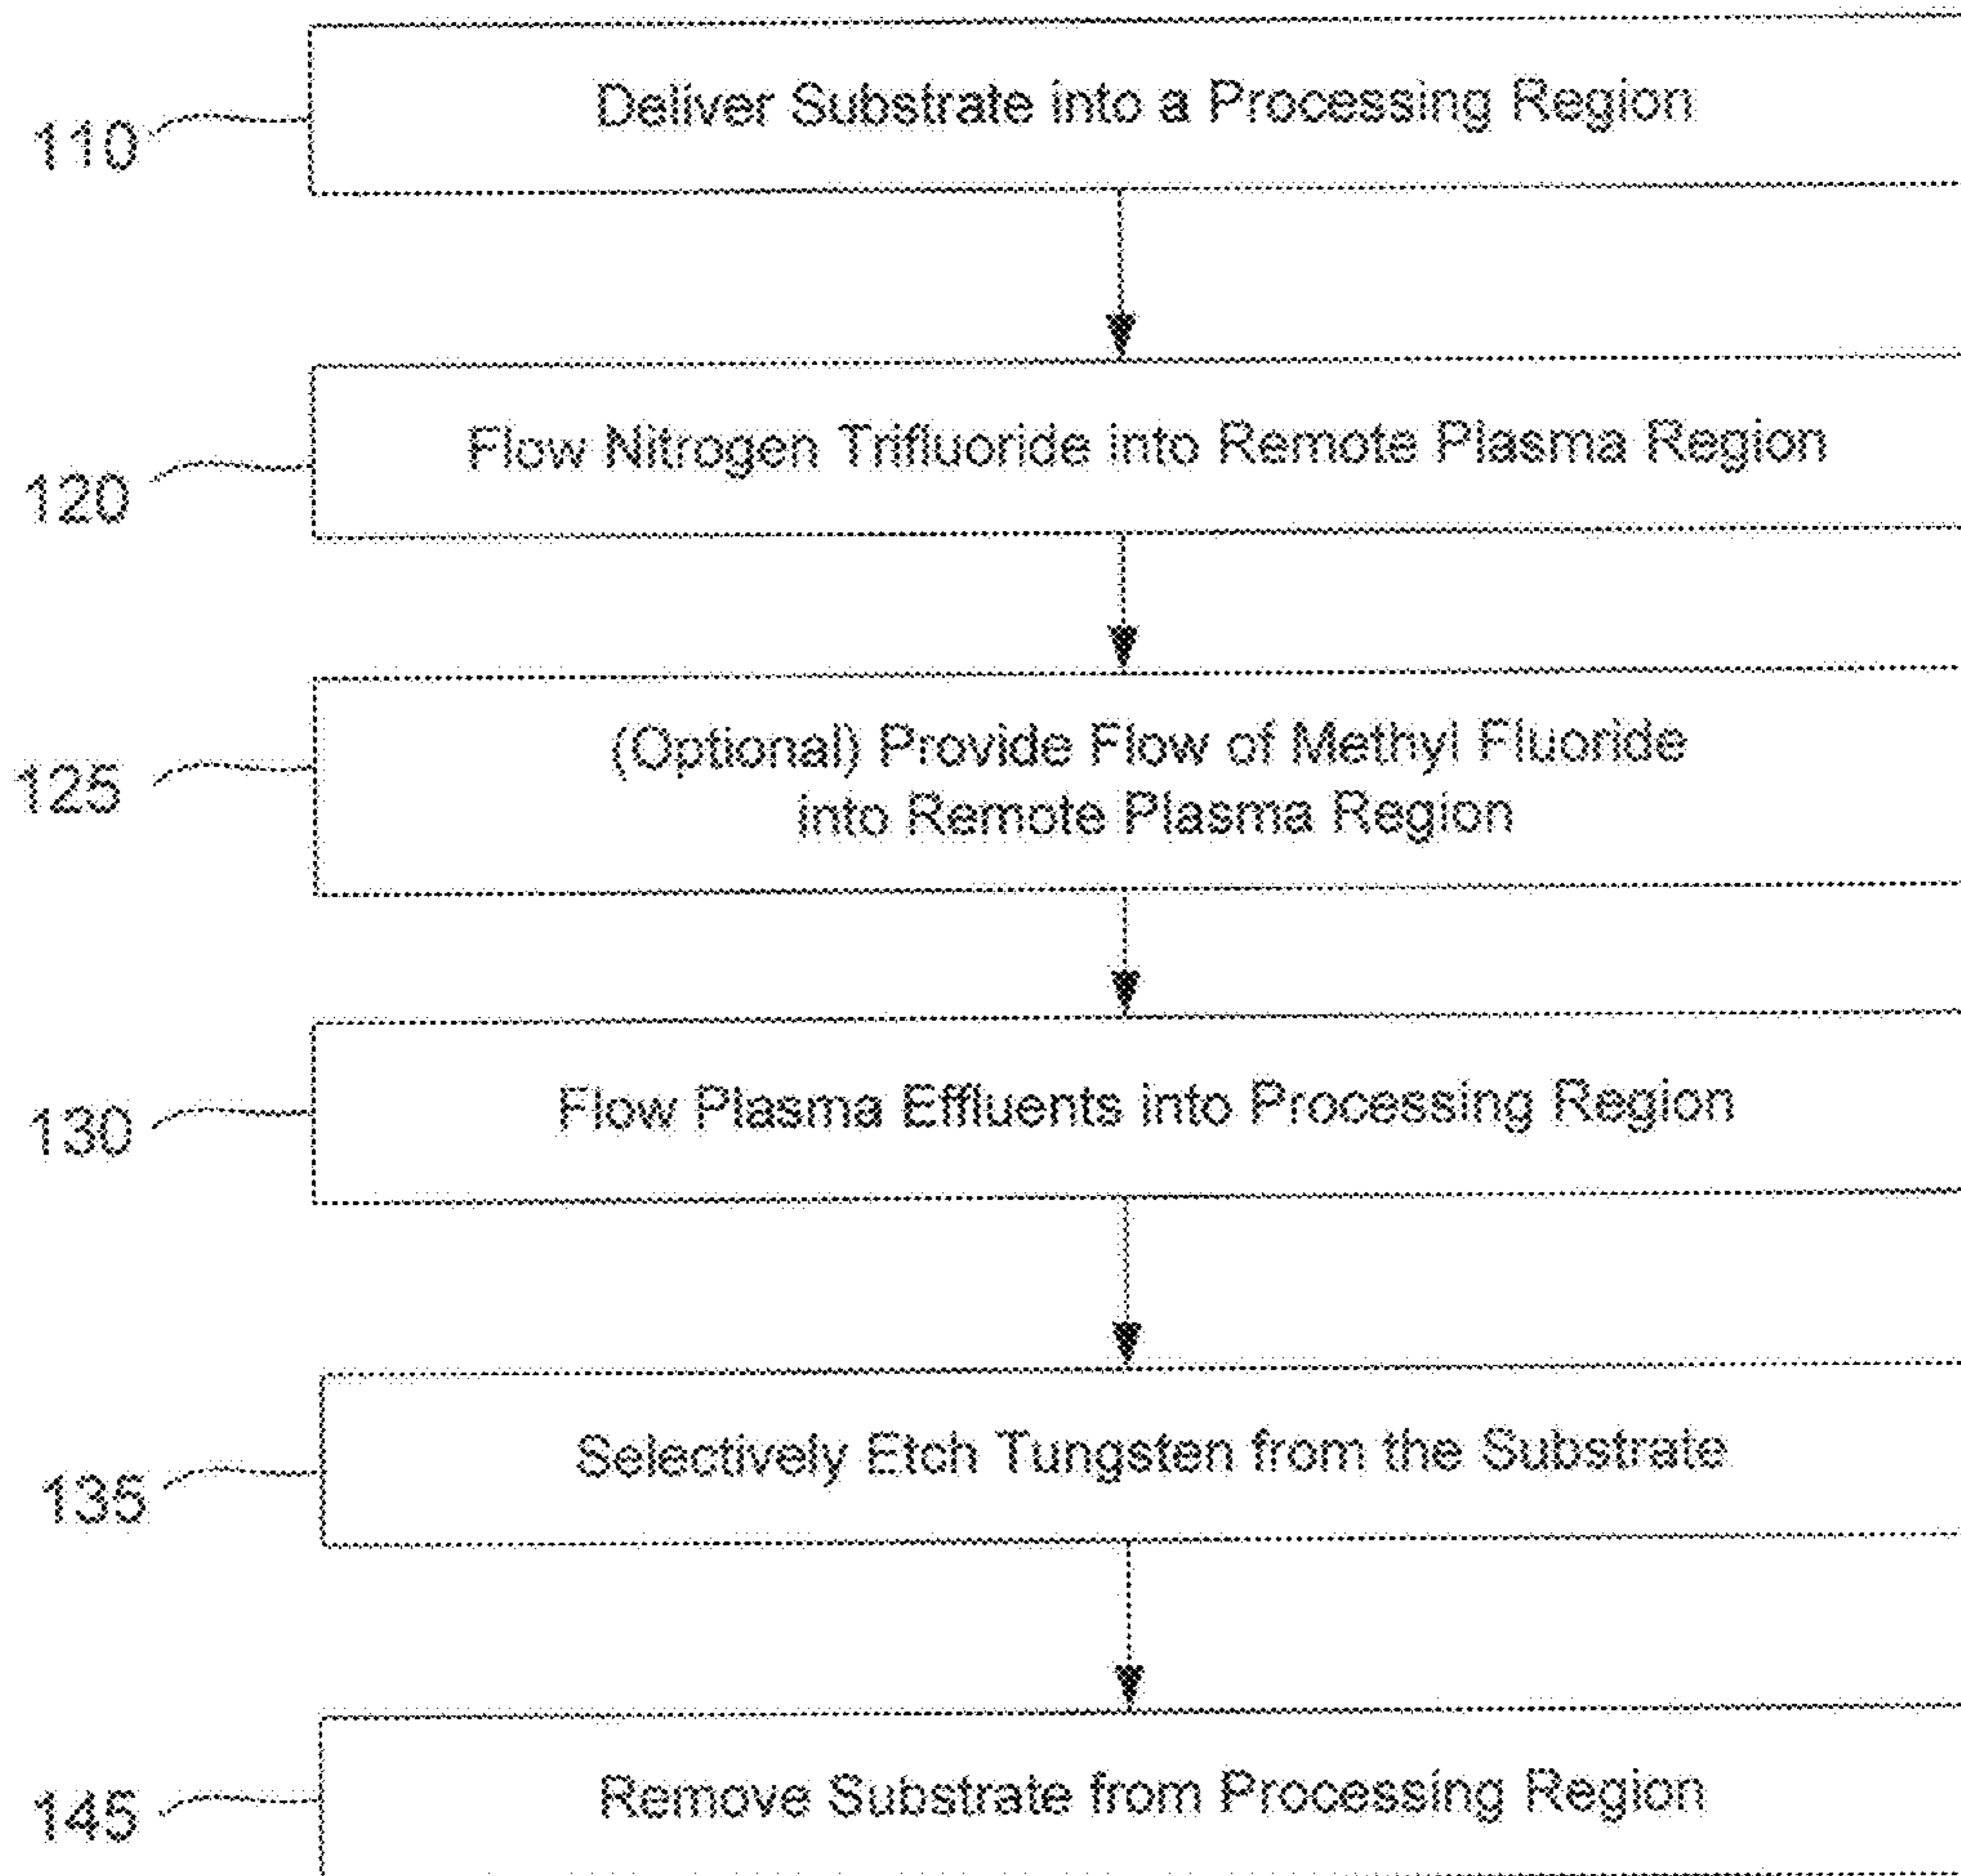 110
Deliver Substrate into a Processing Region
120
Flow Nitrogen Trifluoride into Remote Plasma Region
125
(Optional) Provide Flow of Methyl Fluoride
into Remote Plasma Region
130
Flow Plasma Effluents into Processing Region
135
Selectively Etch Tungsten from the Substrate
145
Remove Substrate from Processing Region